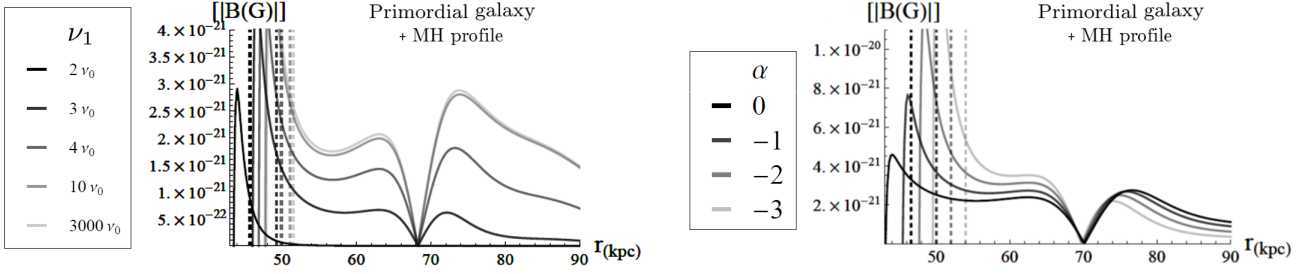 ν₁
2 ν₀
3 ν₀
4 ν₀
10 ν₀
3000 ν₀
[|B(G)|]
Primordial galaxy
+ MH profile
4. × 10⁻²¹
3.5 × 10⁻²¹
3. × 10⁻²¹
2.5 × 10⁻²¹
2. × 10⁻²¹
1.5 × 10⁻²¹
1. × 10⁻²¹
5. × 10⁻²²
50 60 70 80 90 r(kpc)
α
0
−1
−2
−3
[|B(G)|]
Primordial galaxy
+ MH profile
1. × 10⁻²⁰
8. × 10⁻²¹
6. × 10⁻²¹
4. × 10⁻²¹
2. × 10⁻²¹
50 60 70 80 90 r(kpc)